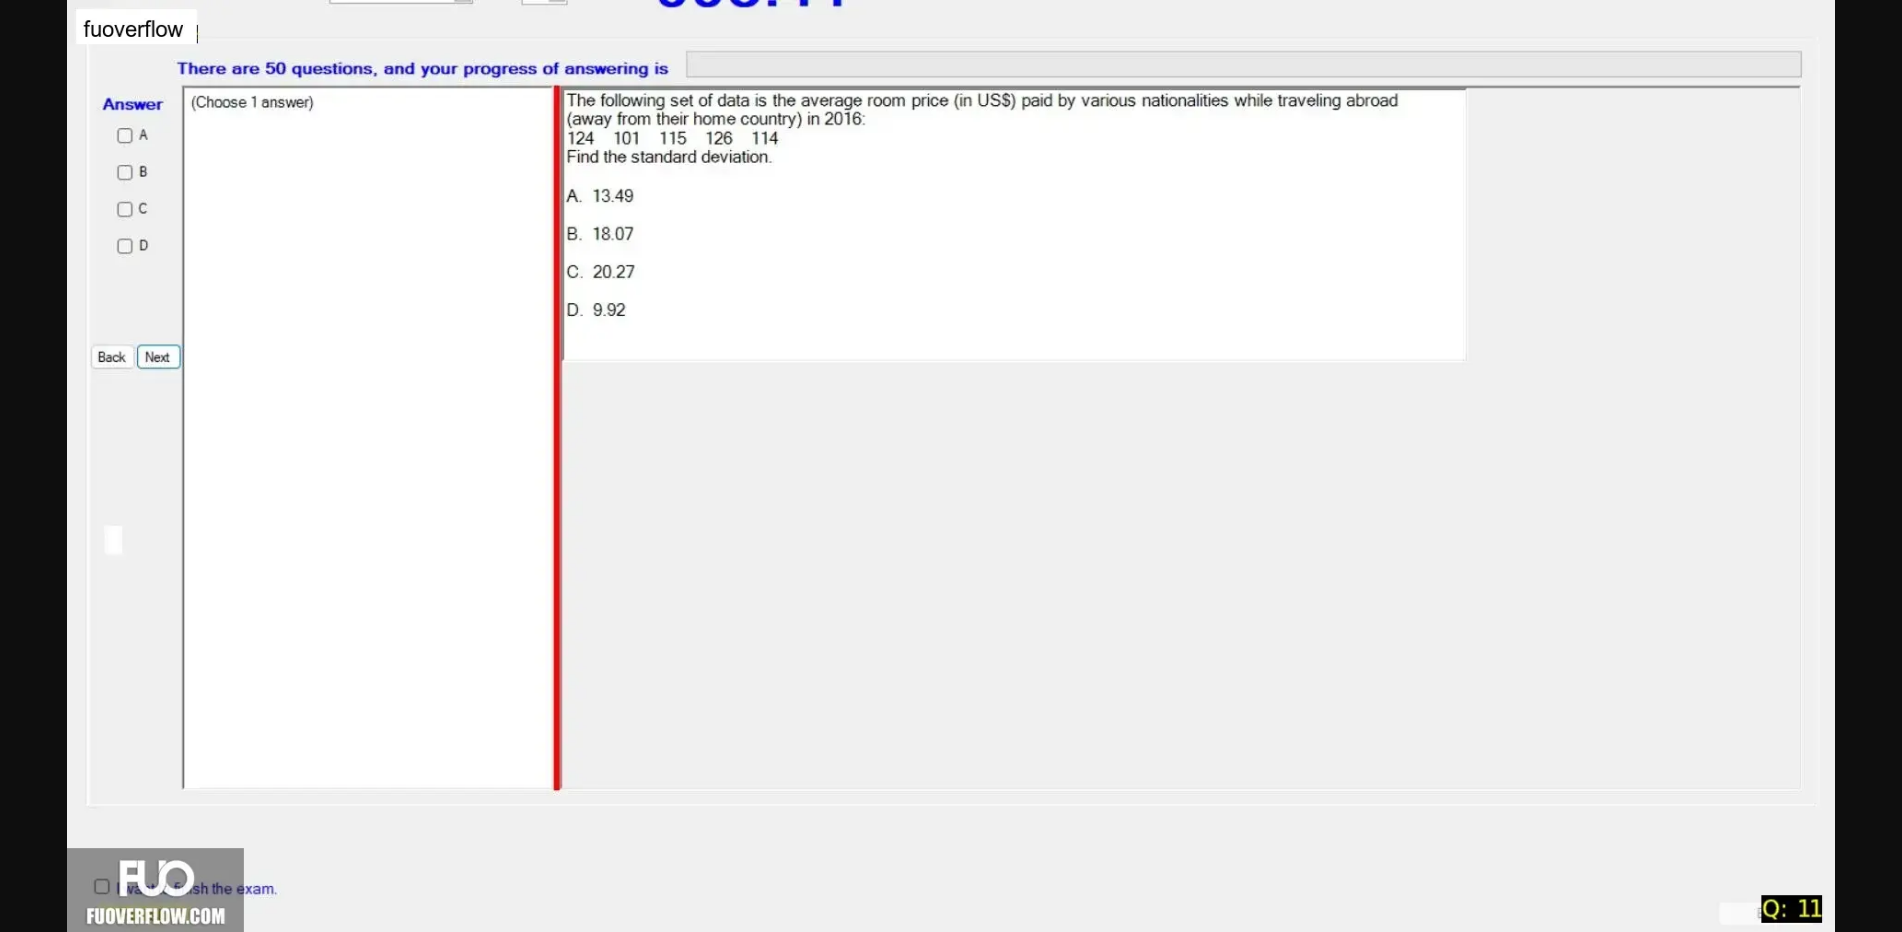 fuoverflow
There are 50 questions, and your progress of answering is
Answer
(Choose 1 answer)
A
B
C
D
Back
Next
The following set of data is the average room price (in US$) paid by various nationalities while traveling abroad
(away from their home country) in 2016:
124 101 115 126 114
Find the standard deviation.
A. 13.49
B. 18.07
C. 20.27
D. 9.92
FUO
the exam.
FUOVERFLOW.COM
Q: 11